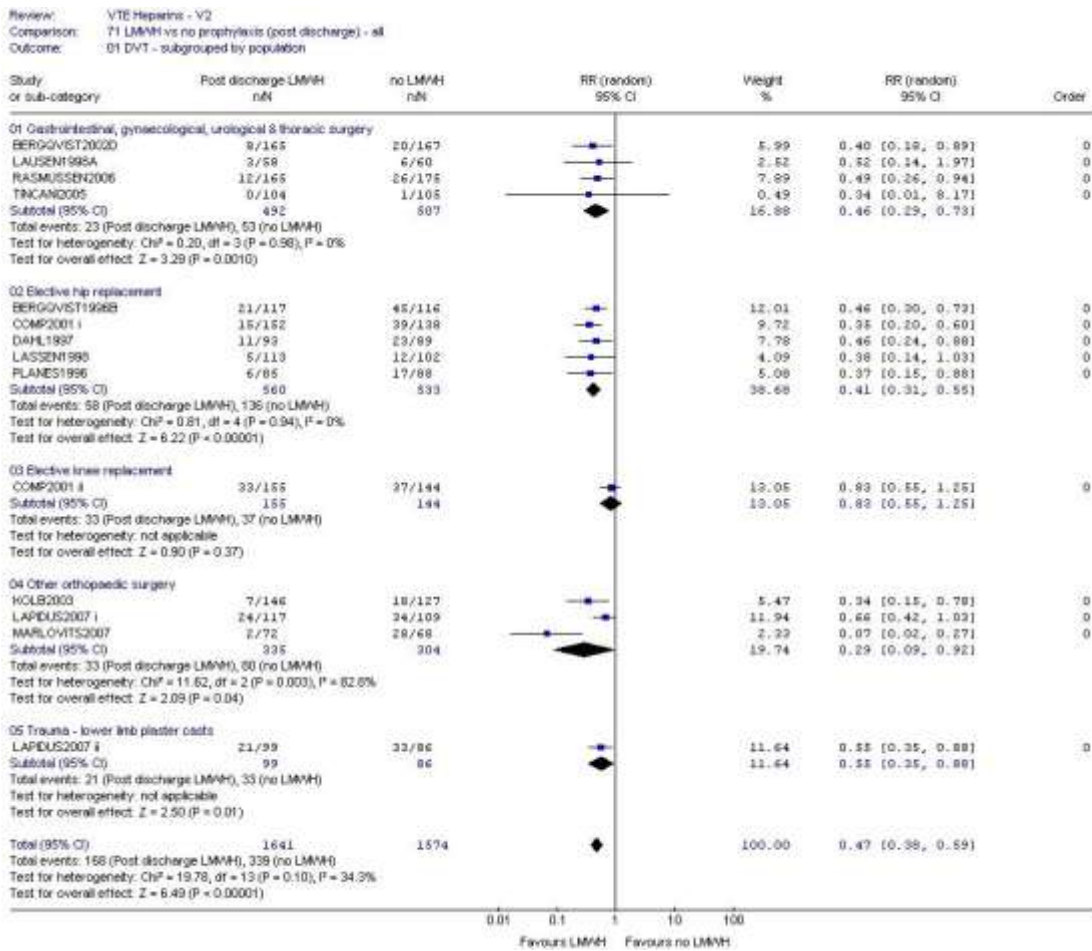 Review: VTE Heparins - V2
Comparison: 71 LMWH vs no prophylaxis (post discharge) - all
Outcome: 01 DVT - subgrouped by population
Study Post discharge LMWH no LMWH RR (random) Weight RR (random)
or sub-category n/N n/N 95% CI % 95% CI Order
01 Gastrointestinal, gynaecological, urological & thoracic surgery
BERGQVIST2002D 8/165 20/167 5.99 0.40 [0.18, 0.89] 0
LAUSEN1998A 3/58 6/60 2.52 0.52 [0.14, 1.97] 0
RASMUSSEN2006 12/165 26/175 7.89 0.49 [0.26, 0.94] 0
TINCANI2005 0/104 1/105 0.49 0.34 [0.01, 8.17] 0
Subtotal (95% CI) 492 507 16.88 0.46 [0.29, 0.73]
Total events: 23 (Post discharge LMWH), 53 (no LMWH)
Test for heterogeneity: Chi² = 0.20, df = 3 (P = 0.98), I² = 0%
Test for overall effect: Z = 3.29 (P = 0.0010)
02 Elective hip replacement
BERGQVIST1996B 21/117 45/116 12.01 0.46 [0.30, 0.73] 0
COMP2001 i 15/152 39/138 9.72 0.35 [0.20, 0.60] 0
DAHL1997 11/93 23/89 7.78 0.46 [0.24, 0.88] 0
LASSEN1998 5/113 12/102 4.09 0.38 [0.14, 1.03] 0
PLANES1996 6/85 17/88 5.08 0.37 [0.15, 0.88] 0
Subtotal (95% CI) 560 533 38.68 0.41 [0.31, 0.55]
Total events: 58 (Post discharge LMWH), 136 (no LMWH)
Test for heterogeneity: Chi² = 0.81, df = 4 (P = 0.94), I² = 0%
Test for overall effect: Z = 6.22 (P < 0.00001)
03 Elective knee replacement
COMP2001 ii 33/155 37/144 13.05 0.83 [0.55, 1.25] 0
Subtotal (95% CI) 155 144 13.05 0.83 [0.55, 1.25]
Total events: 33 (Post discharge LMWH), 37 (no LMWH)
Test for heterogeneity: not applicable
Test for overall effect: Z = 0.90 (P = 0.37)
04 Other orthopaedic surgery
KOLB2003 7/146 18/127 5.47 0.34 [0.15, 0.78] 0
LAPIDUS2007 i 24/117 34/109 11.94 0.66 [0.42, 1.03] 0
MARLOVITS2007 2/72 28/68 2.33 0.07 [0.02, 0.27] 0
Subtotal (95% CI) 335 304 19.74 0.29 [0.09, 0.92]
Total events: 33 (Post discharge LMWH), 80 (no LMWH)
Test for heterogeneity: Chi² = 11.62, df = 2 (P = 0.003), I² = 82.8%
Test for overall effect: Z = 2.09 (P = 0.04)
05 Trauma - lower limb plaster casts
LAPIDUS2007 ii 21/99 33/86 11.64 0.55 [0.35, 0.88] 0
Subtotal (95% CI) 99 86 11.64 0.55 [0.35, 0.88]
Total events: 21 (Post discharge LMWH), 33 (no LMWH)
Test for heterogeneity: not applicable
Test for overall effect: Z = 2.50 (P = 0.01)
Total (95% CI) 1641 1574 100.00 0.47 [0.38, 0.59]
Total events: 168 (Post discharge LMWH), 339 (no LMWH)
Test for heterogeneity: Chi² = 19.78, df = 13 (P = 0.10), I² = 34.3%
Test for overall effect: Z = 6.49 (P < 0.00001)
0.01 0.1 1 10 100
Favours LMWH Favours no LMWH